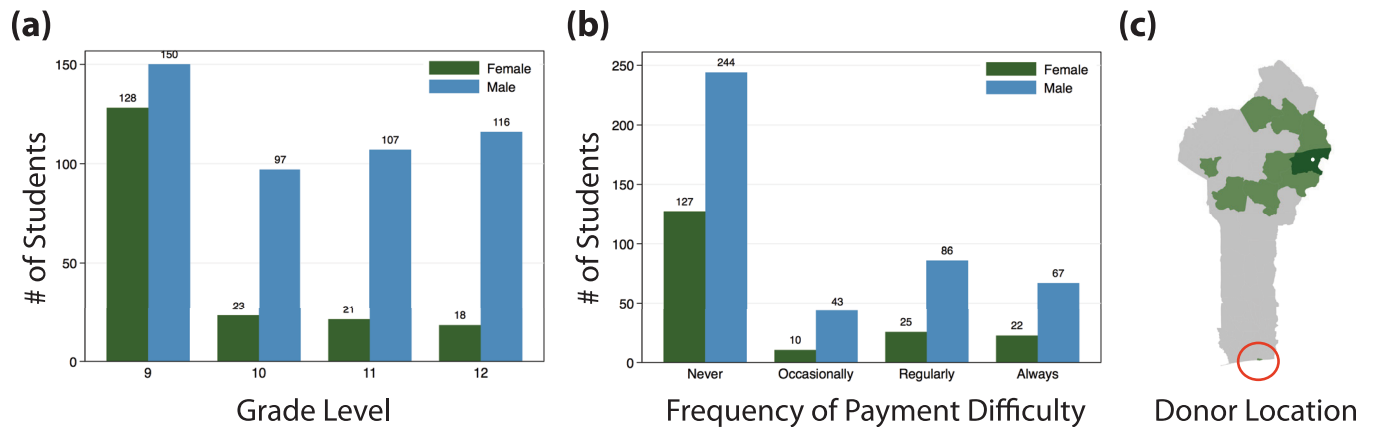 (a)
# of Students
150
100
50
0
128
150
23
97
21
107
18
116
Female
Male
9
10
11
12
Grade Level
(b)
# of Students
250
200
150
100
50
0
127
244
10
43
25
86
22
67
Female
Male
Never
Occasionally
Regularly
Always
Frequency of Payment Difficulty
(c)
Donor Location